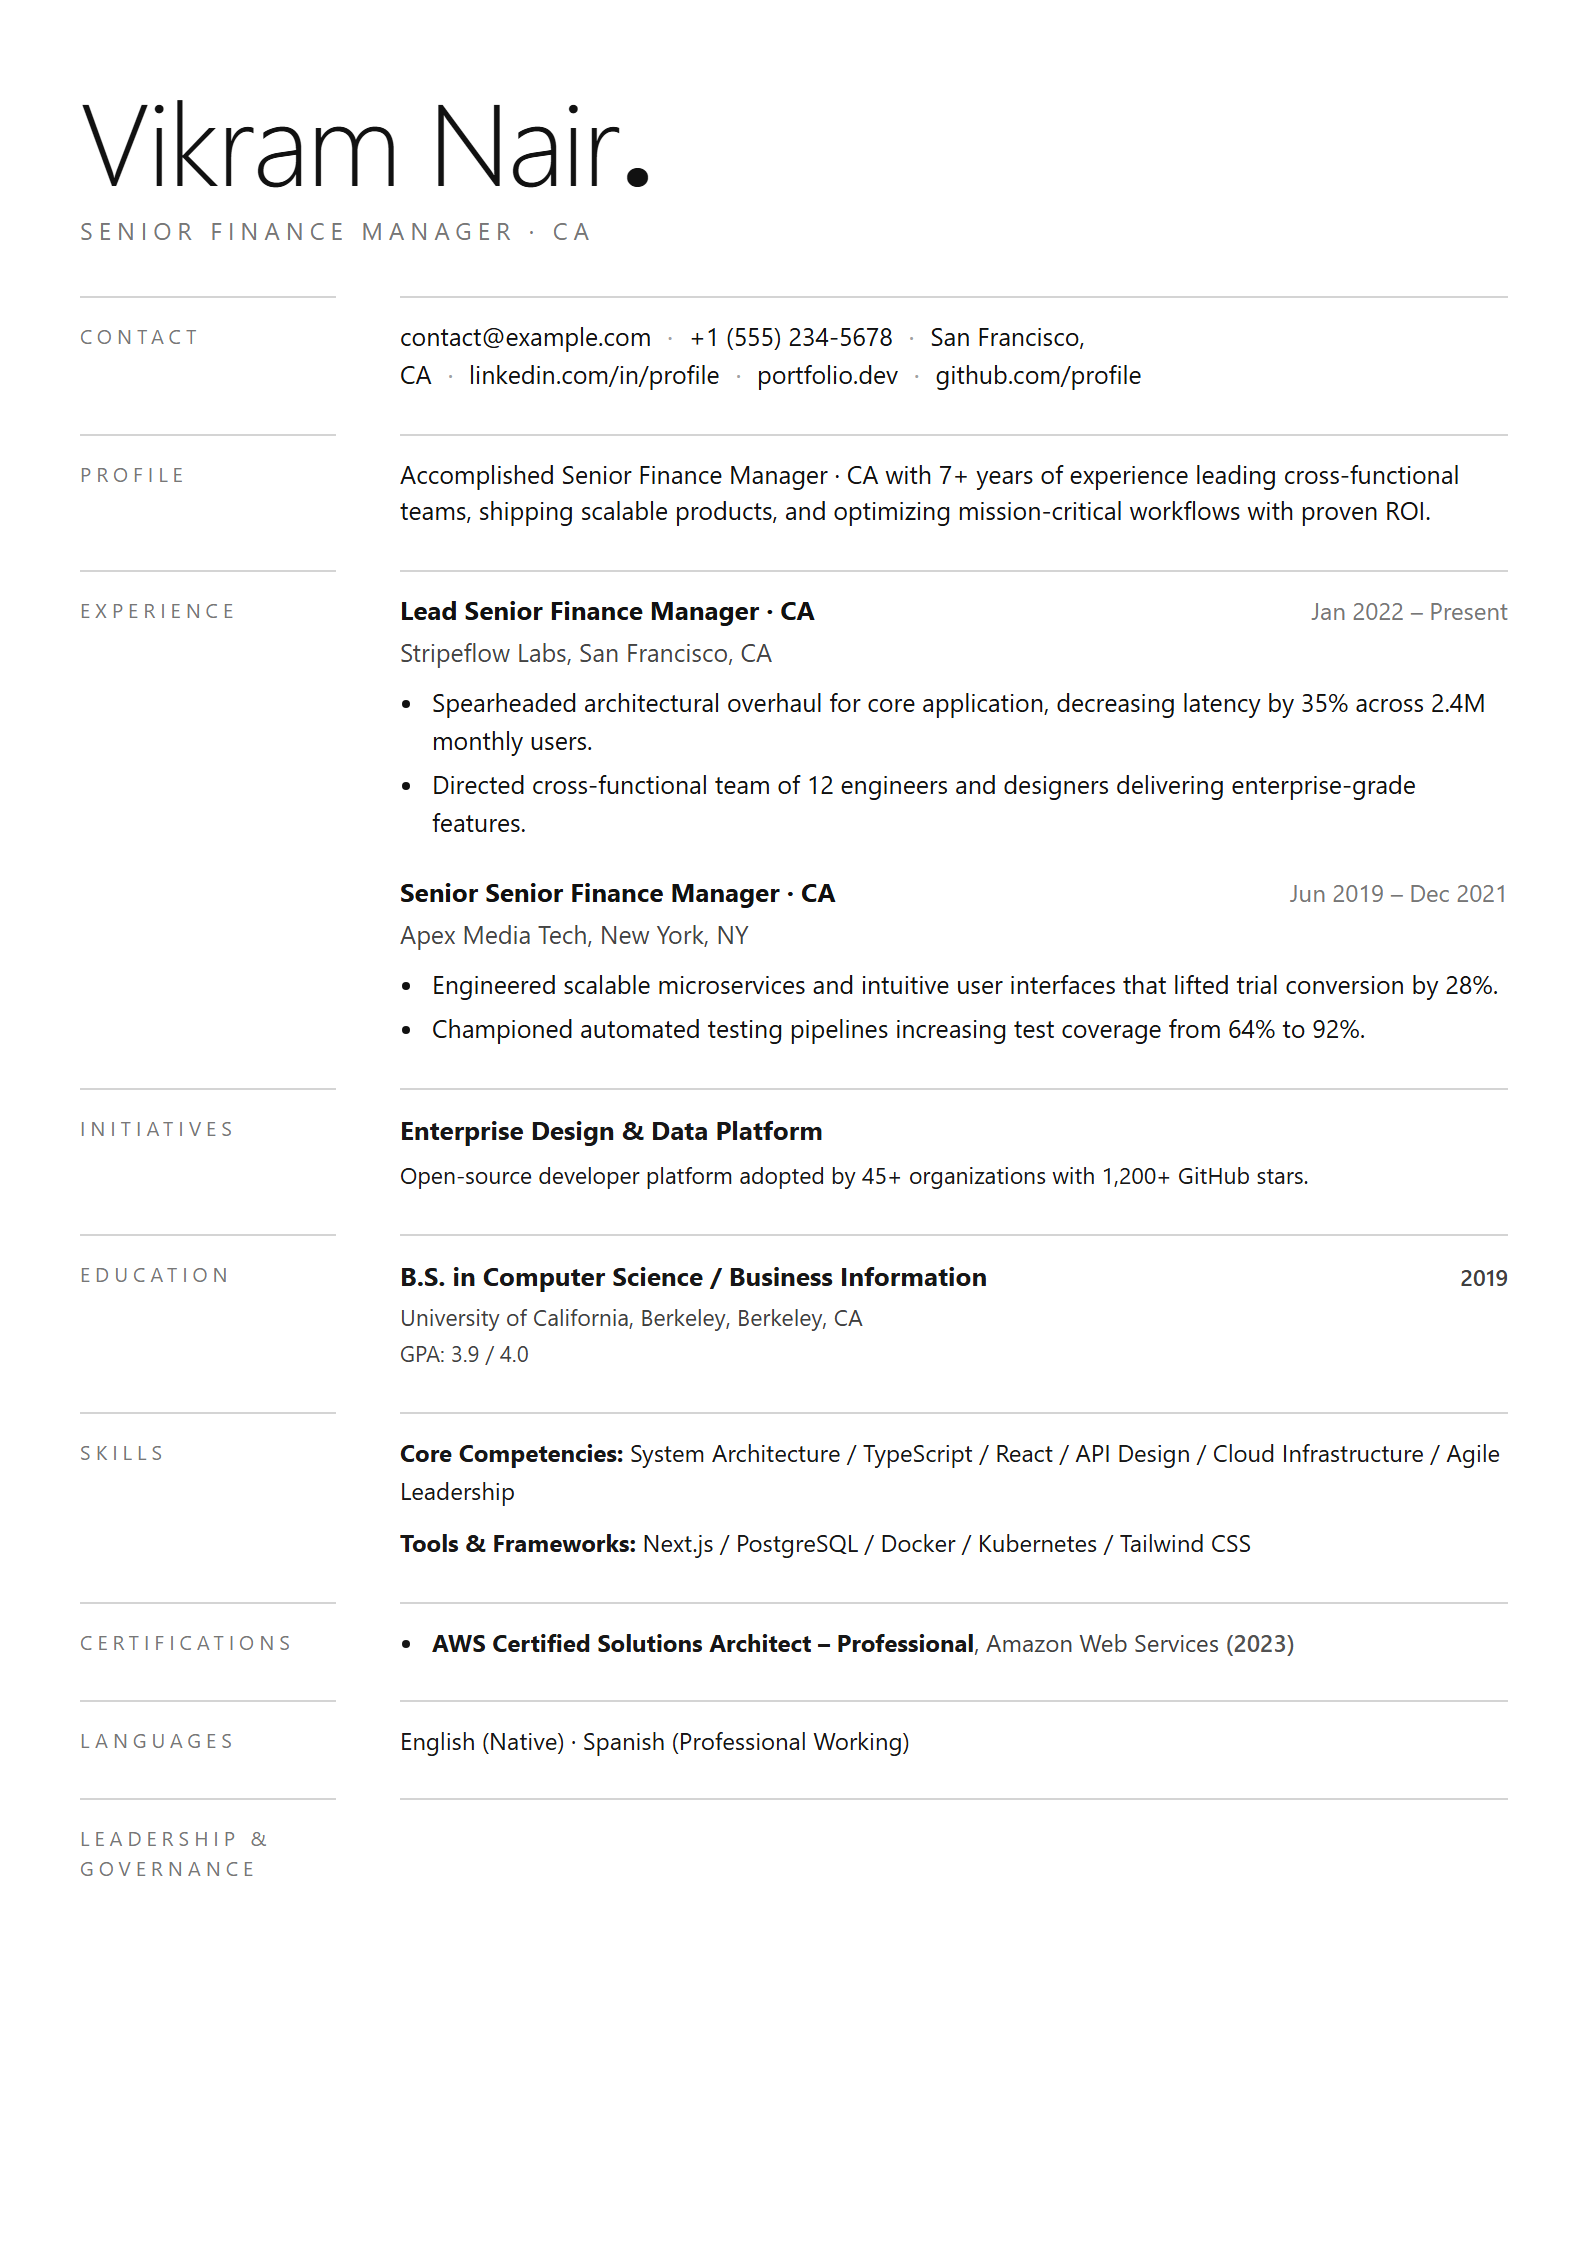 Vikram Nair.
SENIOR FINANCE MANAGER · CA
CONTACT
contact@example.com · +1 (555) 234-5678 · San Francisco,
CA · linkedin.com/in/profile · portfolio.dev · github.com/profile
PROFILE
Accomplished Senior Finance Manager · CA with 7+ years of experience leading cross-functional
teams, shipping scalable products, and optimizing mission-critical workflows with proven ROI.
EXPERIENCE
Lead Senior Finance Manager · CA Jan 2022 – Present
Stripeflow Labs, San Francisco, CA
• Spearheaded architectural overhaul for core application, decreasing latency by 35% across 2.4M
monthly users.
• Directed cross-functional team of 12 engineers and designers delivering enterprise-grade
features.
Senior Senior Finance Manager · CA Jun 2019 – Dec 2021
Apex Media Tech, New York, NY
• Engineered scalable microservices and intuitive user interfaces that lifted trial conversion by 28%.
• Championed automated testing pipelines increasing test coverage from 64% to 92%.
INITIATIVES
Enterprise Design & Data Platform
Open-source developer platform adopted by 45+ organizations with 1,200+ GitHub stars.
EDUCATION
B.S. in Computer Science / Business Information 2019
University of California, Berkeley, Berkeley, CA
GPA: 3.9 / 4.0
SKILLS
Core Competencies: System Architecture / TypeScript / React / API Design / Cloud Infrastructure / Agile
Leadership
Tools & Frameworks: Next.js / PostgreSQL / Docker / Kubernetes / Tailwind CSS
CERTIFICATIONS
• AWS Certified Solutions Architect – Professional, Amazon Web Services (2023)
LANGUAGES
English (Native) · Spanish (Professional Working)
LEADERSHIP &
GOVERNANCE